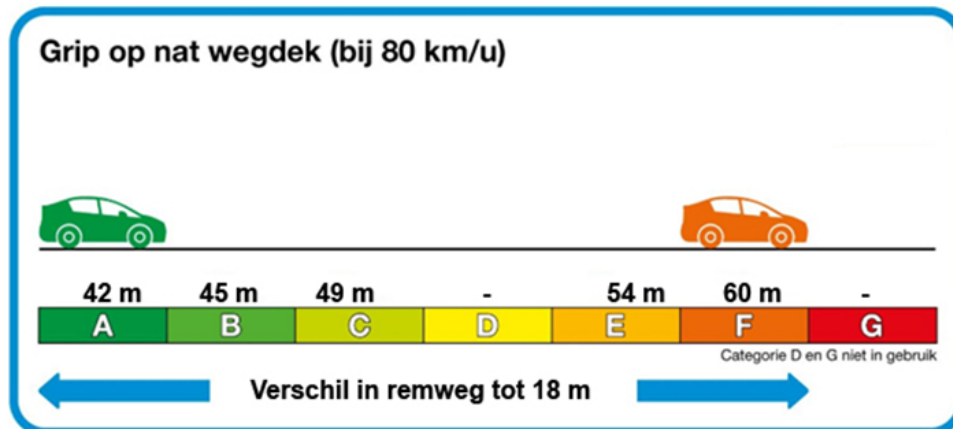 Grip op nat wegdek (bij 80 km/u)
42 m 45 m 49 m - 54 m 60 m -
A B C D E F G
Categorie D en G niet in gebruik
Verschil in remweg tot 18 m